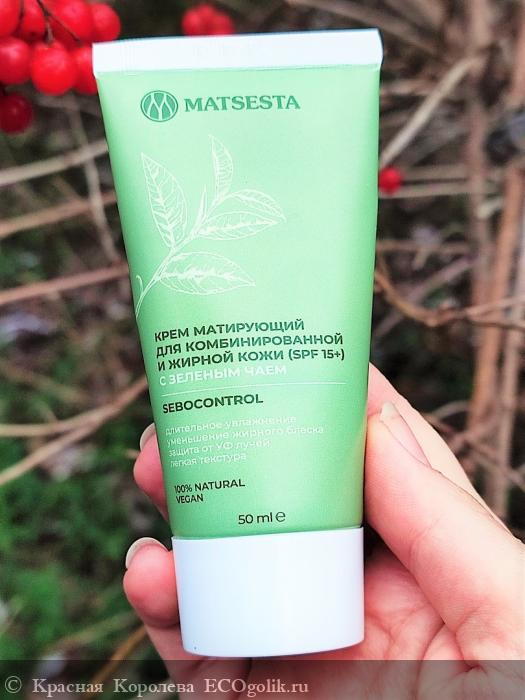 MATSESTA
КРЕМ МАТИРУЮЩИЙ
ДЛЯ КОМБИНИРОВАННОЙ
И ЖИРНОЙ КОЖИ (SPF 15+)
С ЗЕЛЕНЫМ ЧАЕМ
SEBOCONTROL
длительное увлажнение
уменьшение жирного блеска
защита от УФ лучей
легкая текстура
100% NATURAL
VEGAN
50 ml e
© Красная Королева ECOgolik.ru